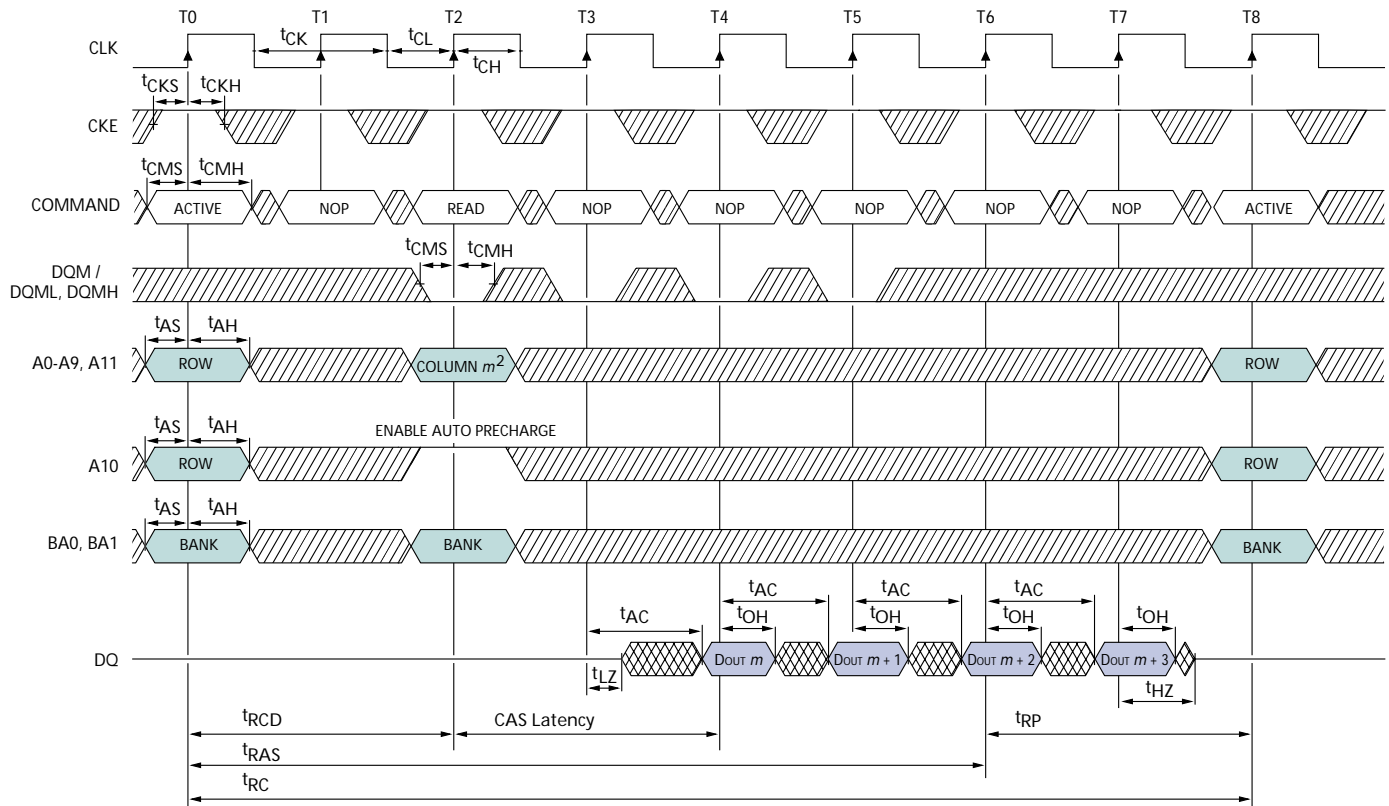 T0 T1 T2 T3 T4 T5 T6 T7 T8
CLK
tCK tCL
tCH
tCKS tCKH
CKE
tCMS tCMH
COMMAND ACTIVE NOP READ NOP NOP NOP NOP NOP ACTIVE
tCMS tCMH
DQM /
DQML, DQMH
tAS tAH
A0-A9, A11 ROW COLUMN m2 ROW
ENABLE AUTO PRECHARGE
tAS tAH
A10 ROW ROW
tAS tAH
BA0, BA1 BANK BANK BANK
tAC tAC tAC
tAC tOH tOH tOH tOH
DQ DOUT m DOUT m + 1 DOUT m + 2 DOUT m + 3
tLZ tHZ
tRCD CAS Latency tRP
tRAS
tRC